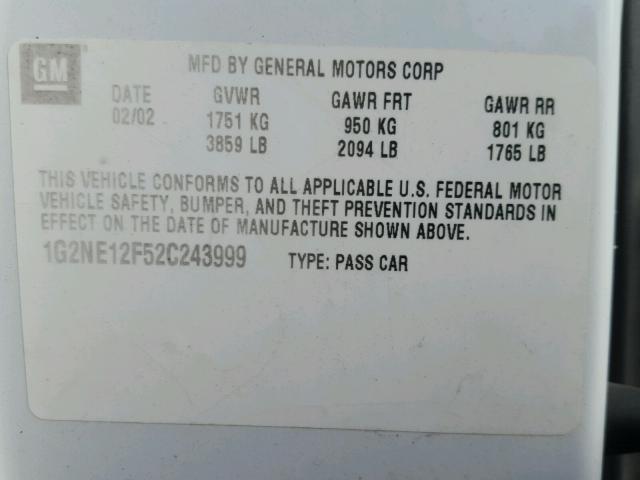 GM
MFD BY GENERAL MOTORS CORP
DATE GVWR GAWR FRT GAWR RR
02/02 1751 KG 950 KG 801 KG
3859 LB 2094 LB 1765 LB
THIS VEHICLE CONFORMS TO ALL APPLICABLE U.S. FEDERAL MOTOR
VEHICLE SAFETY, BUMPER, AND THEFT PREVENTION STANDARDS IN
EFFECT ON THE DATE OF MANUFACTURE SHOWN ABOVE.
1G2NE12F52C243999 TYPE: PASS CAR